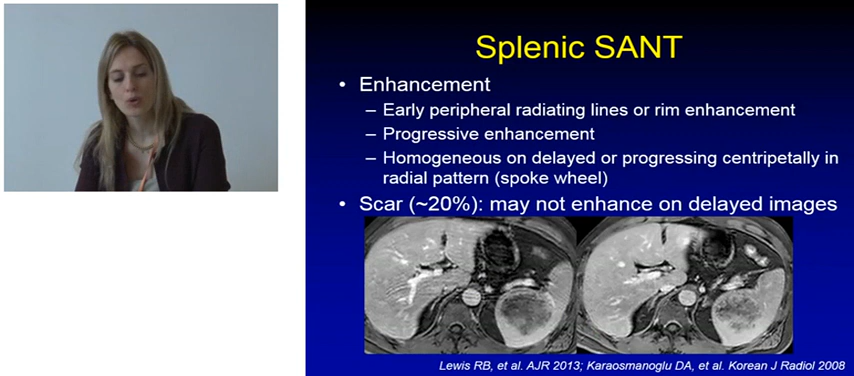 Splenic SANT
• Enhancement
– Early peripheral radiating lines or rim enhancement
– Progressive enhancement
– Homogeneous on delayed or progressing centripetally in
radial pattern (spoke wheel)
• Scar (~20%): may not enhance on delayed images
Lewis RB, et al. AJR 2013; Karaosmanoglu DA, et al. Korean J Radiol 2008